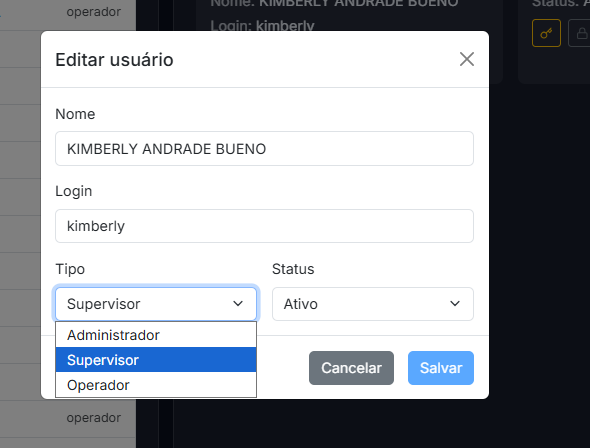 operador
Nome: KIMBERLY ANDRADE BUENO
Login: kimberly
Status: A
Editar usuário
Nome
KIMBERLY ANDRADE BUENO
Login
kimberly
Tipo
Status
Supervisor
Ativo
Administrador
Supervisor
Operador
Cancelar
Salvar
operador